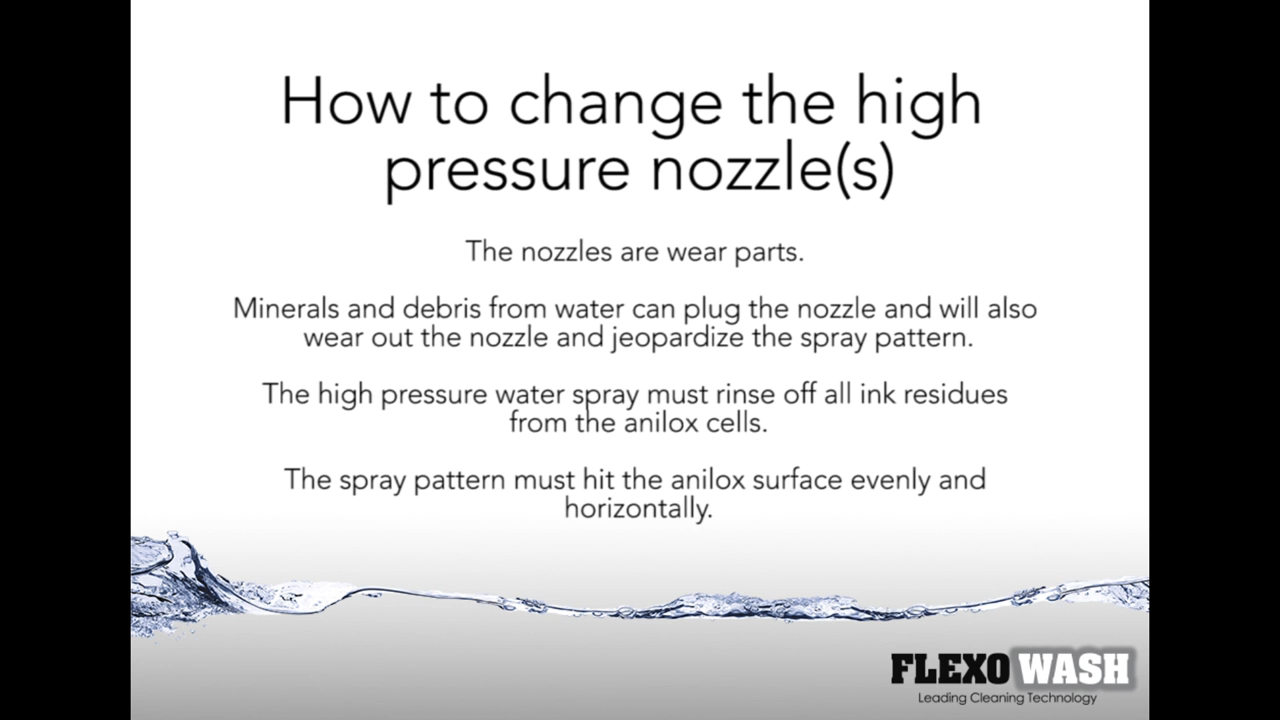 How to change the high
pressure nozzle(s)
The nozzles are wear parts.
Minerals and debris from water can plug the nozzle and will also
wear out the nozzle and jeopardize the spray pattern.
The high pressure water spray must rinse off all ink residues
from the anilox cells.
The spray pattern must hit the anilox surface evenly and
horizontally.
FLEXO WASH
Leading Cleaning Technology